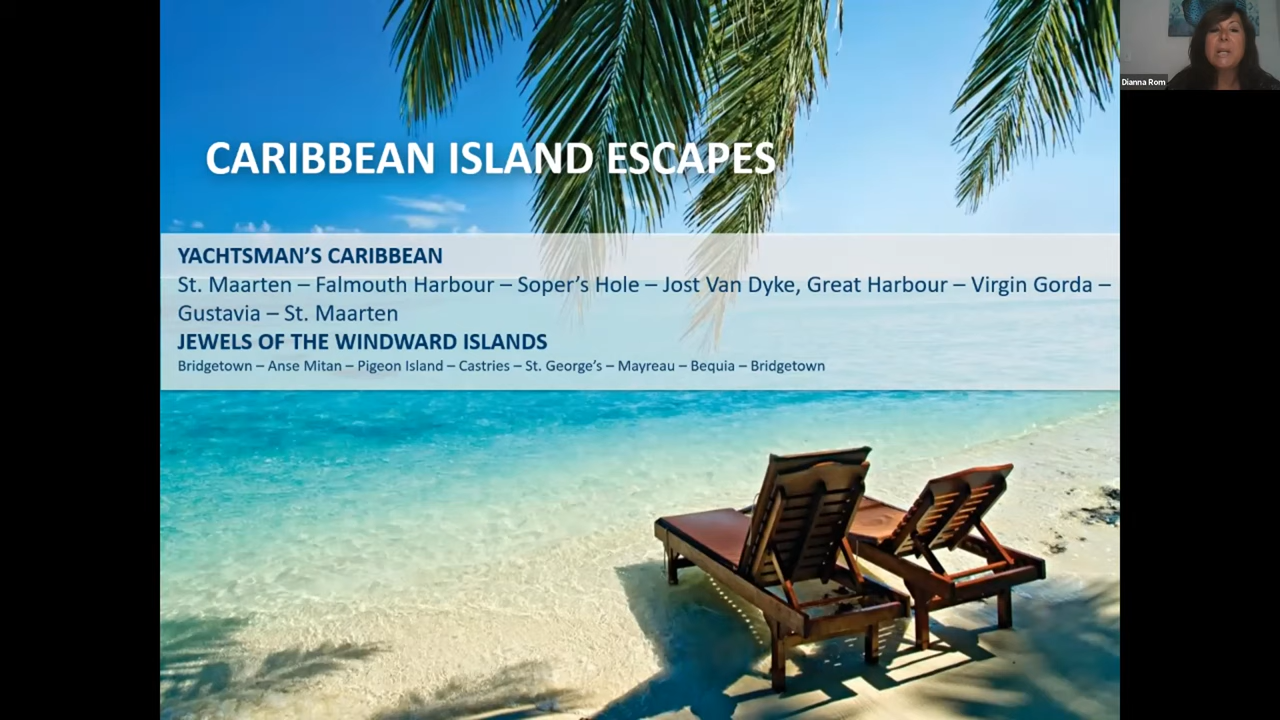 CARIBBEAN ISLAND ESCAPES
YACHTSMAN'S CARIBBEAN
St. Maarten – Falmouth Harbour – Soper's Hole – Jost Van Dyke, Great Harbour – Virgin Gorda –
Gustavia – St. Maarten
JEWELS OF THE WINDWARD ISLANDS
Bridgetown – Anse Mitan – Pigeon Island – Castries – St. George's – Mayreau – Bequia – Bridgetown
Dianna Rom